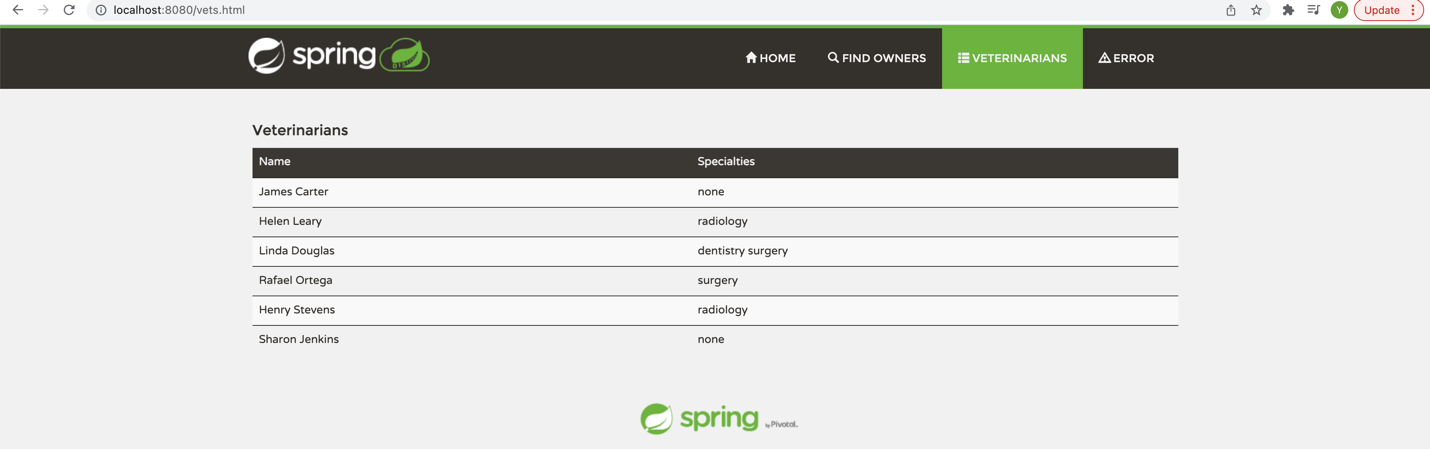 localhost:8080/vets.html Y Update
spring HOME FIND OWNERS VETERINARIANS ERROR
Veterinarians
Name Specialties
James Carter none
Helen Leary radiology
Linda Douglas dentistry surgery
Rafael Ortega surgery
Henry Stevens radiology
Sharon Jenkins none
spring by Pivotal.